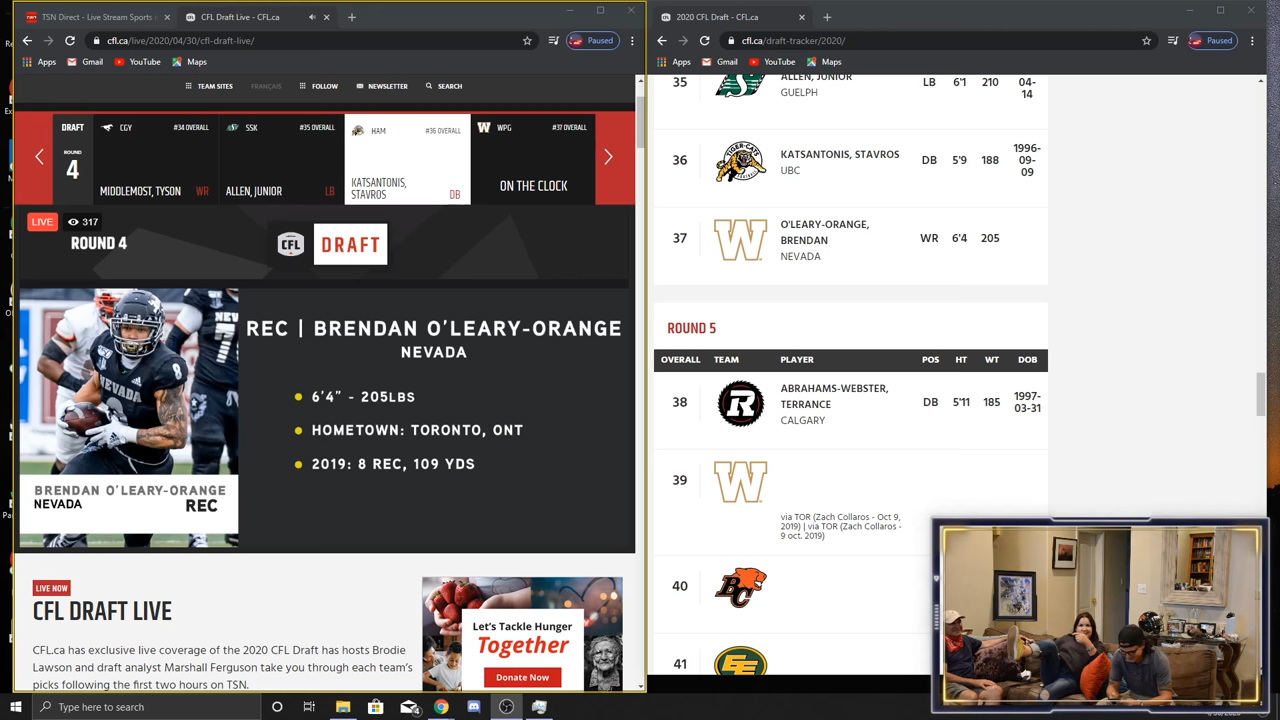 TSN Direct - Live Stream Sports
CFL Draft Live - CFL.ca
cfl.ca/live/2020/04/30/cfl-draft-live/
Paused
Apps
Gmail
YouTube
Maps
TEAM SITES
FRANÇAIS
FOLLOW
NEWSLETTER
SEARCH
DRAFT
ROUND
4
CGY
#34 OVERALL
MIDDLEMOST, TYSON
WR
SSK
#35 OVERALL
ALLEN, JUNIOR
LB
HAM
#36 OVERALL
KATSANTONIS,
STAVROS
DB
WPG
#37 OVERALL
ON THE CLOCK
LIVE
317
ROUND 4
CFL
DRAFT
REC | BRENDAN O'LEARY-ORANGE
NEVADA
6'4" - 205LBS
HOMETOWN: TORONTO, ONT
2019: 8 REC, 109 YDS
NEVADA
8
BRENDAN O'LEARY-ORANGE
NEVADA
REC
LIVE NOW
CFL DRAFT LIVE
CFL.ca has exclusive live coverage of the 2020 CFL Draft has hosts Brodie
Lawson and draft analyst Marshall Ferguson take you through each team's
picks following the first two hours on TSN.
Let's Tackle Hunger
Together
Donate Now
Type here to search
2020 CFL Draft - CFL.ca
cfl.ca/draft-tracker/2020/
Paused
Apps
Gmail
YouTube
Maps
35
ALLEN, JUNIOR
GUELPH
LB
6'1
210
04-
14
36
KATSANTONIS, STAVROS
UBC
DB
5'9
188
1996-
09-
09
37
O'LEARY-ORANGE,
BRENDAN
NEVADA
WR
6'4
205
ROUND 5
OVERALL
TEAM
PLAYER
POS
HT
WT
DOB
38
ABRAHAMS-WEBSTER,
TERRANCE
CALGARY
DB
5'11
185
1997-
03-31
39
via TOR (Zach Collaros - Oct 9,
2019) | via TOR (Zach Collaros -
9 oct. 2019)
40
BC
41